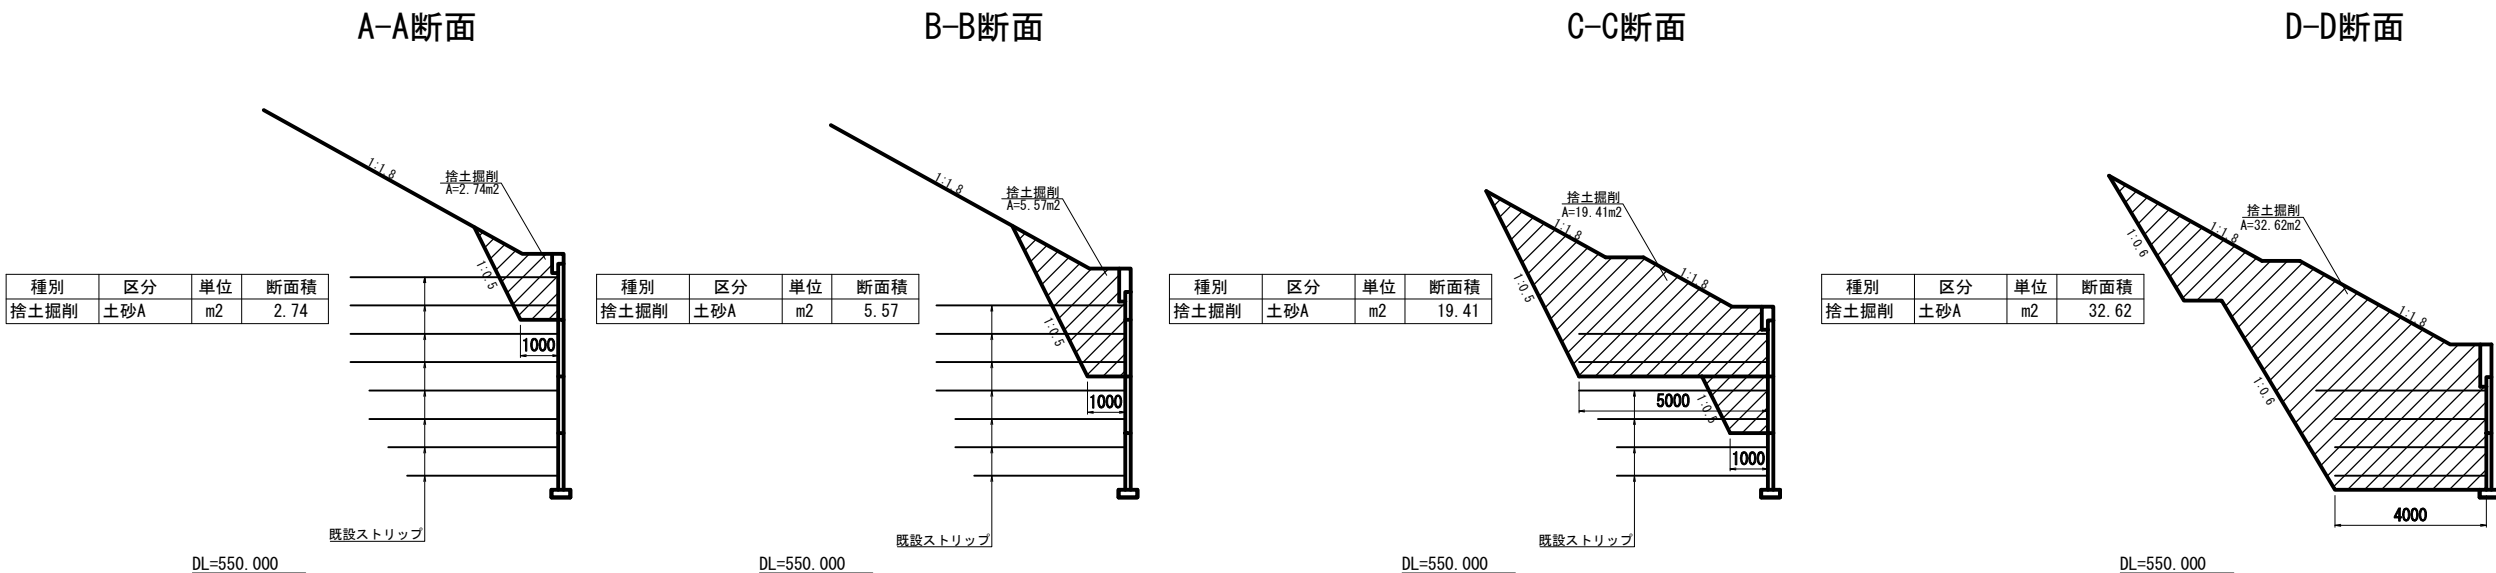 A-A断面
1:1.8
捨土掘削
A=2.74m2
1:0.5
種別 区分 単位 断面積
捨土掘削 土砂A m2 2.74
1000
既設ストリップ
DL=550.000
B-B断面
1:1.8
捨土掘削
A=5.57m2
1:0.5
種別 区分 単位 断面積
捨土掘削 土砂A m2 5.57
1000
既設ストリップ
DL=550.000
C-C断面
捨土掘削
A=19.41m2
1:1.8
1:1.8
1:0.5
種別 区分 単位 断面積
捨土掘削 土砂A m2 19.41
5000
1:0.5
1000
既設ストリップ
DL=550.000
D-D断面
捨土掘削
A=32.62m2
1:1.8
1:0.6
1:1.8
種別 区分 単位 断面積
捨土掘削 土砂A m2 32.62
1:0.6
4000
DL=550.000